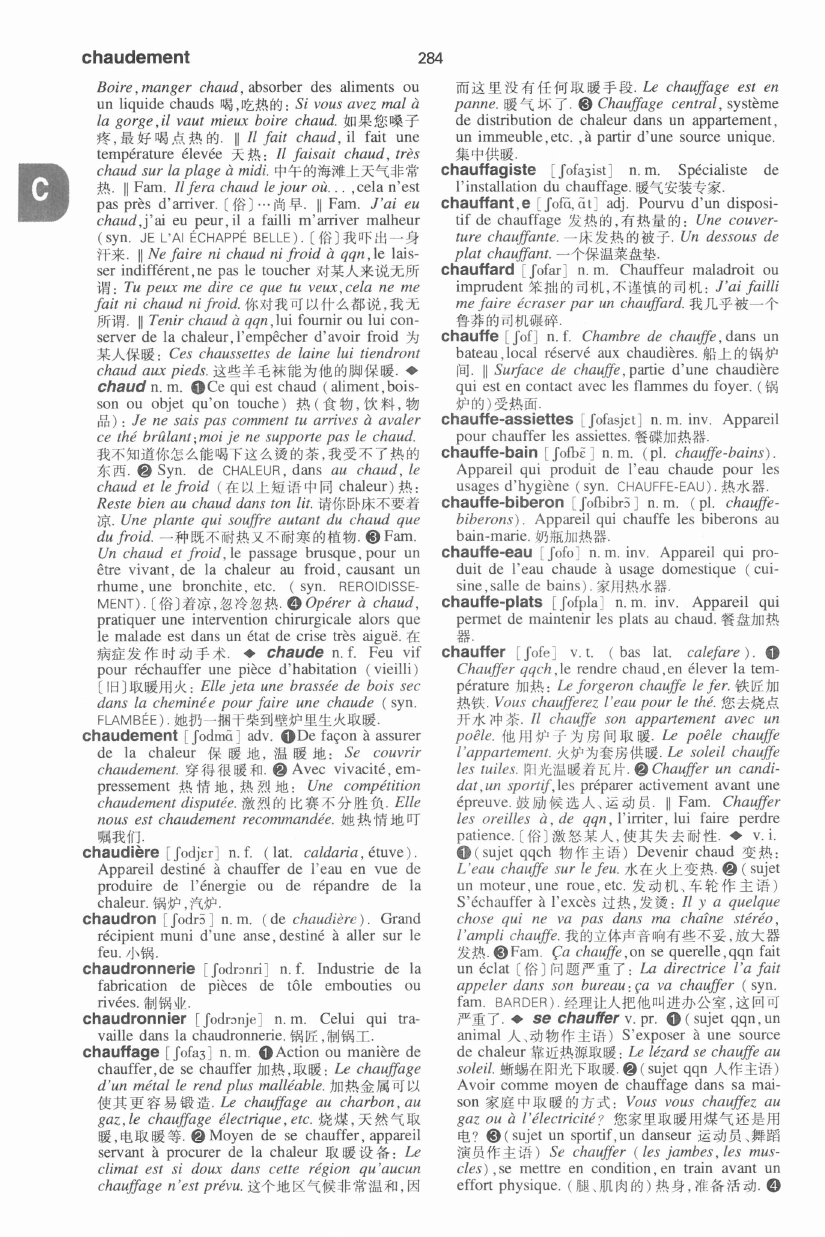 chaudement
284
C
Boire, manger chaud, absorber des aliments ou
un liquide chauds 喝,吃热的: Si vous avez mal à
la gorge, il vaut mieux boire chaud. 如果您嗓子
疼,最好喝点热的. ‖ Il fait chaud, il fait une
température élevée 天热: Il faisait chaud, très
chaud sur la plage à midi. 中午的海滩上天气非常
热. ‖ Fam. Il fera chaud le jour où..., cela n'est
pas près d'arriver. [俗]…尚早. ‖ Fam. J'ai eu
chaud, j'ai eu peur, il a failli m'arriver malheur
(syn. JE L'AI ÉCHAPPÉ BELLE). [俗]我吓出一身
汗来. ‖ Ne faire ni chaud ni froid à qqn, le lais-
ser indifférent, ne pas le toucher 对某人来说无所
谓: Tu peux me dire ce que tu veux, cela ne me
fait ni chaud ni froid. 你对我可以什么都说,我无
所谓. ‖ Tenir chaud à qqn, lui fournir ou lui con-
server de la chaleur, l'empêcher d'avoir froid 为
某人保暖: Ces chaussettes de laine lui tiendront
chaud aux pieds. 这些羊毛袜能为他的脚保暖. ◆
chaud n. m. ❶Ce qui est chaud (aliment, bois-
son ou objet qu'on touche) 热(食物,饮料,物
品): Je ne sais pas comment tu arrives à avaler
ce thé brûlant; moi je ne supporte pas le chaud.
我不知道你怎么能喝下这么烫的茶,我受不了热的
东西. ❷ Syn. de CHALEUR, dans au chaud, le
chaud et le froid (在以上短语中同 chaleur)热:
Reste bien au chaud dans ton lit. 请你卧床不要着
凉. Une plante qui souffre autant du chaud que
du froid. 一种既不耐热又不耐寒的植物. ❸ Fam.
Un chaud et froid, le passage brusque, pour un
être vivant, de la chaleur au froid, causant un
rhume, une bronchite, etc. (syn. REROIDISSE-
MENT). [俗]着凉,忽冷忽热. ❹ Opérer à chaud,
pratiquer une intervention chirurgicale alors que
le malade est dans un état de crise très aiguë. 在
病症发作时动手术. ◆ chaude n. f. Feu vif
pour réchauffer une pièce d'habitation (vieilli)
[旧]取暖用火: Elle jeta une brassée de bois sec
dans la cheminée pour faire une chaude (syn.
FLAMBÉE). 她扔一捆干柴到壁炉里生火取暖.
chaudement [ʃodmɑ̃] adv. ❶De façon à assurer
de la chaleur 保暖地, 温暖地: Se couvrir
chaudement. 穿得很暖和. ❷ Avec vivacité, em-
pressement 热情地, 热烈地: Une compétition
chaudement disputée. 激烈的比赛不分胜负. Elle
nous est chaudement recommandée. 她热情地叮
嘱我们.
chaudière [ʃodjɛr] n. f. (lat. caldaria, étuve).
Appareil destiné à chauffer de l'eau en vue de
produire de l'énergie ou de répandre de la
chaleur. 锅炉,汽炉.
chaudron [ʃodrɔ̃] n. m. (de chaudière). Grand
récipient muni d'une anse, destiné à aller sur le
feu. 小锅.
chaudronnerie [ʃodrɔnri] n. f. Industrie de la
fabrication de pièces de tôle embouties ou
rivées. 制锅业.
chaudronnier [ʃodrɔnje] n. m. Celui qui tra-
vaille dans la chaudronnerie. 锅匠,制锅工.
chauffage [ʃofaʒ] n. m. ❶Action ou manière de
chauffer, de se chauffer 加热,取暖: Le chauffage
d'un métal le rend plus malléable. 加热金属可以
使其更容易锻造. Le chauffage au charbon, au
gaz, le chauffage électrique, etc. 烧煤,天然气取
暖,电取暖等. ❷ Moyen de se chauffer, appareil
servant à procurer de la chaleur 取暖设备: Le
climat est si doux dans cette région qu'aucun
chauffage n'est prévu. 这个地区气候非常温和,因
而这里没有任何取暖手段. Le chauffage est en
panne. 暖气坏了. ❸ Chauffage central, système
de distribution de chaleur dans un appartement,
un immeuble, etc., à partir d'une source unique.
集中供暖.
chauffagiste [ʃofaʒist] n. m. Spécialiste de
l'installation du chauffage. 暖气安装专家.
chauffant, e [ʃofɑ̃, ɑ̃t] adj. Pourvu d'un disposi-
tif de chauffage 发热的,有热量的: Une couver-
ture chauffante. 一床发热的被子. Un dessous de
plat chauffant. 一个保温菜盘垫.
chauffard [ʃofar] n. m. Chauffeur maladroit ou
imprudent 笨拙的司机,不谨慎的司机: J'ai failli
me faire écraser par un chauffard. 我几乎被一个
鲁莽的司机碾碎.
chauffe [ʃof] n. f. Chambre de chauffe, dans un
bateau, local réservé aux chaudières. 船上的锅炉
间. ‖ Surface de chauffe, partie d'une chaudière
qui est en contact avec les flammes du foyer. (锅
炉的)受热面.
chauffe-assiettes [ʃofasjɛt] n. m. inv. Appareil
pour chauffer les assiettes. 餐碟加热器.
chauffe-bain [ʃofbɛ̃] n. m. (pl. chauffe-bains).
Appareil qui produit de l'eau chaude pour les
usages d'hygiène (syn. CHAUFFE-EAU). 热水器.
chauffe-biberon [ʃofbibrɔ̃] n. m. (pl. chauffe-
biberons). Appareil qui chauffe les biberons au
bain-marie. 奶瓶加热器.
chauffe-eau [ʃofo] n. m. inv. Appareil qui pro-
duit de l'eau chaude à usage domestique (cui-
sine, salle de bains). 家用热水器.
chauffe-plats [ʃofpla] n. m. inv. Appareil qui
permet de maintenir les plats au chaud. 餐盘加热
器.
chauffer [ʃofe] v. t. (bas lat. calefare). ❶
Chauffer qqch, le rendre chaud, en élever la tem-
pérature 加热: Le forgeron chauffe le fer. 铁匠加
热铁. Vous chaufferez l'eau pour le thé. 您去烧点
开水冲茶. Il chauffe son appartement avec un
poêle. 他用炉子为房间取暖. Le poêle chauffe
l'appartement. 火炉为套房供暖. Le soleil chauffe
les tuiles. 阳光温暖着瓦片. ❷ Chauffer un candi-
dat, un sportif, les préparer activement avant une
épreuve. 鼓励候选人、运动员. ‖ Fam. Chauffer
les oreilles à, de qqn, l'irriter, lui faire perdre
patience. [俗]激怒某人,使其失去耐性. ◆ v. i.
❶(sujet qqch 物作主语) Devenir chaud 变热:
L'eau chauffe sur le feu. 水在火上变热. ❷(sujet
un moteur, une roue, etc. 发动机、车轮作主语)
S'échauffer à l'excès 过热,发烫: Il y a quelque
chose qui ne va pas dans ma chaîne stéréo,
l'ampli chauffe. 我的立体声音响有些不妥,放大器
发热. ❸Fam. Ça chauffe, on se querelle, qqn fait
un éclat [俗]问题严重了: La directrice l'a fait
appeler dans son bureau: ça va chauffer (syn.
fam. BARDER). 经理让人把他叫进办公室,这回可
严重了. ◆ se chauffer v. pr. ❶(sujet qqn, un
animal 人、动物作主语) S'exposer à une source
de chaleur 靠近热源取暖: Le lézard se chauffe au
soleil. 蜥蜴在阳光下取暖. ❷(sujet qqn 人作主语)
Avoir comme moyen de chauffage dans sa mai-
son 家庭中取暖的方式: Vous vous chauffez au
gaz ou à l'électricité? 您家里取暖用煤气还是用
电? ❸(sujet un sportif, un danseur 运动员、舞蹈
演员作主语) Se chauffer (les jambes, les mus-
cles), se mettre en condition, en train avant un
effort physique. (腿、肌肉的)热身,准备活动. ❹